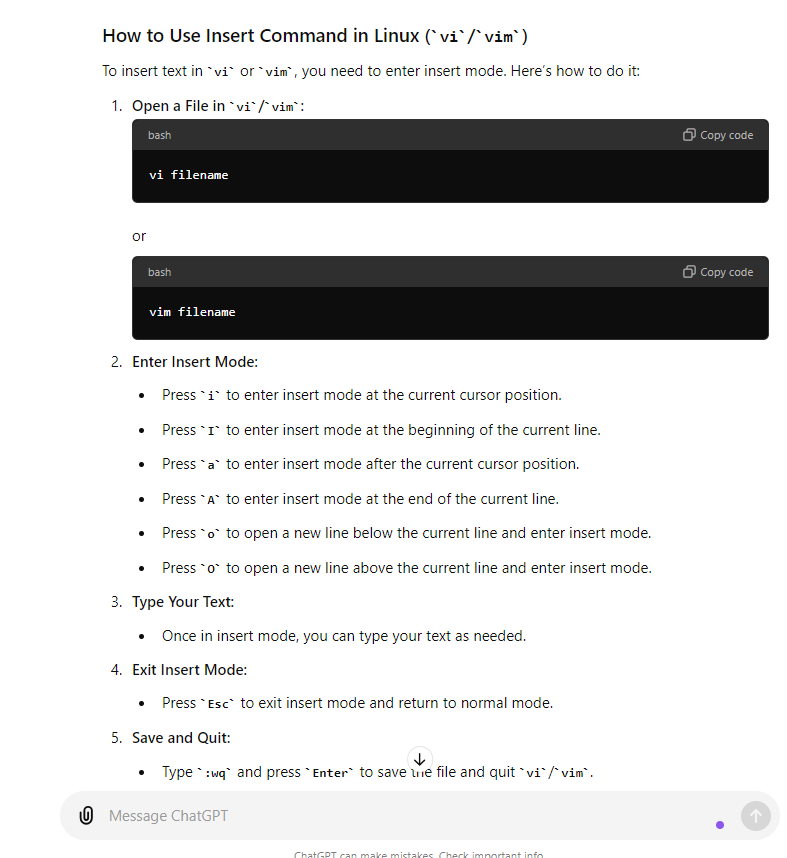 How to Use Insert Command in Linux (`vi`/`vim`)
To insert text in `vi` or `vim`, you need to enter insert mode. Here's how to do it:
1. Open a File in `vi`/`vim`:
bash Copy code
vi filename
or
bash Copy code
vim filename
2. Enter Insert Mode:
• Press `i` to enter insert mode at the current cursor position.
• Press `I` to enter insert mode at the beginning of the current line.
• Press `a` to enter insert mode after the current cursor position.
• Press `A` to enter insert mode at the end of the current line.
• Press `o` to open a new line below the current line and enter insert mode.
• Press `O` to open a new line above the current line and enter insert mode.
3. Type Your Text:
• Once in insert mode, you can type your text as needed.
4. Exit Insert Mode:
• Press `Esc` to exit insert mode and return to normal mode.
5. Save and Quit:
• Type `:wq` and press `Enter` to save the file and quit `vi`/`vim`.
Message ChatGPT
ChatGPT can make mistakes. Check important info.